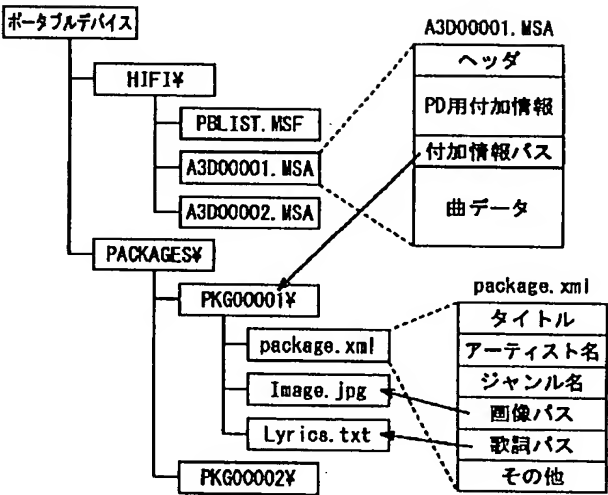 ポータブルデバイス
HIFI¥
PBLIST.MSF
A3D00001.MSA
A3D00002.MSA
PACKAGES¥
PKG00001¥
package.xml
Image.jpg
Lyrics.txt
PKG00002¥
A3D00001.MSA
ヘッダ
PD用付加情報
付加情報パス
曲データ
package.xml
タイトル
アーティスト名
ジャンル名
画像パス
歌詞パス
その他